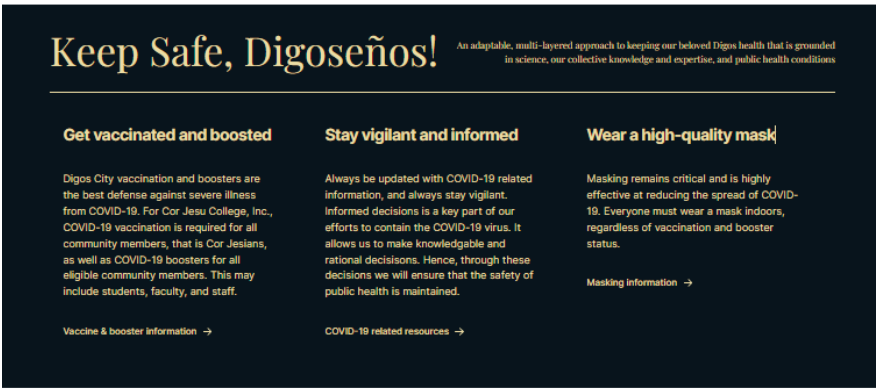 Keep Safe, Digoseños!
An adaptable, multi-layered approach to keeping our beloved Digos health that is grounded
in science, our collective knowledge and expertise, and public health conditions
Get vaccinated and boosted
Digos City vaccination and boosters are
the best defense against severe illness
from COVID-19. For Cor Jesu College, Inc.,
COVID-19 vaccination is required for all
community members, that is Cor Jesians,
as well as COVID-19 boosters for all
eligible community members. This may
include students, faculty, and staff.
Vaccine & booster information →
Stay vigilant and informed
Always be updated with COVID-19 related
information, and always stay vigilant.
Informed decisions is a key part of our
efforts to contain the COVID-19 virus. It
allows us to make knowledgable and
rational decisisons. Hence, through these
decisions we will ensure that the safety of
public health is maintained.
COVID-19 related resources →
Wear a high-quality mask
Masking remains critical and is highly
effective at reducing the spread of COVID-
19. Everyone must wear a mask indoors,
regardless of vaccination and booster
status.
Masking information →